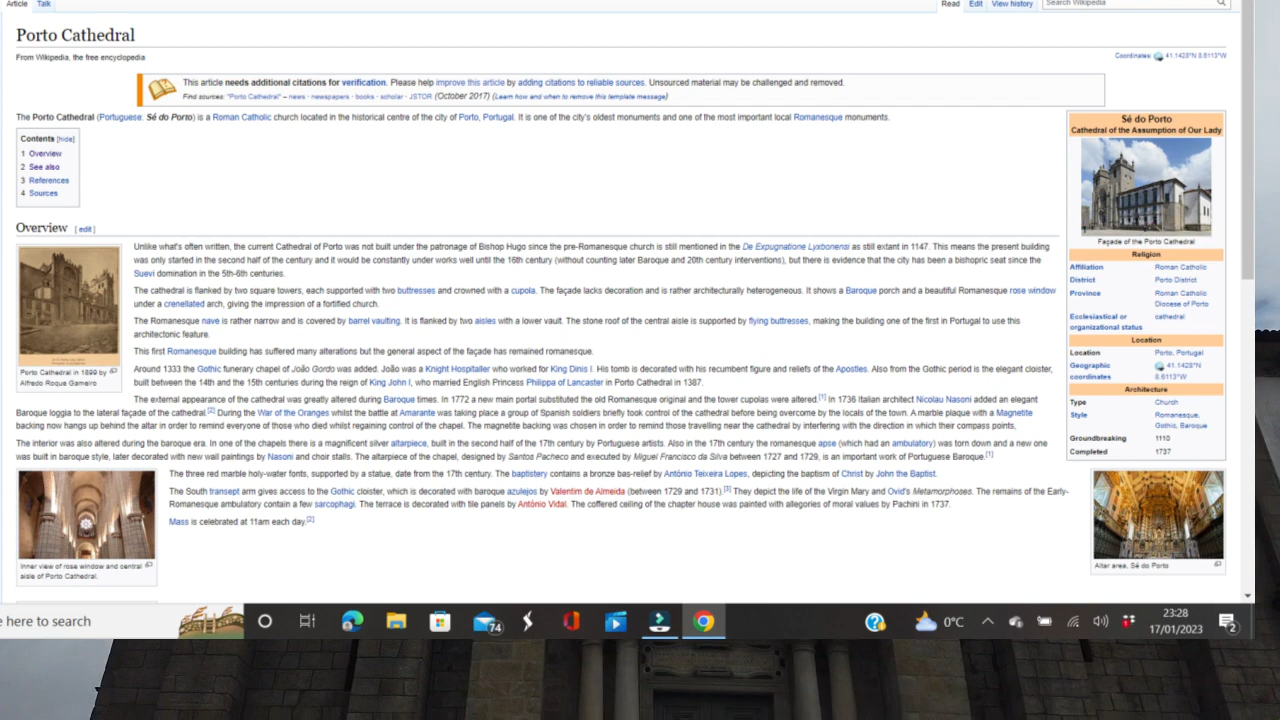 Article Talk Read Edit View history Search Wikipedia
Porto Cathedral
From Wikipedia, the free encyclopedia
Coordinates: 41.1428°N 8.6113°W
This article needs additional citations for verification. Please help improve this article by adding citations to reliable sources. Unsourced material may be challenged and removed.
Find sources: "Porto Cathedral" – news · newspapers · books · scholar · JSTOR (October 2017) (Learn how and when to remove this template message)
The Porto Cathedral (Portuguese: Sé do Porto) is a Roman Catholic church located in the historical centre of the city of Porto, Portugal. It is one of the city's oldest monuments and one of the most important local Romanesque monuments.
Contents [hide]
1 Overview
2 See also
3 References
4 Sources
Overview [ edit ]
Unlike what's often written, the current Cathedral of Porto was not built under the patronage of Bishop Hugo since the pre-Romanesque church is still mentioned in the De Expugnatione Lyxbonensi as still extant in 1147. This means the present building
was only started in the second half of the century and it would be constantly under works well until the 16th century (without counting later Baroque and 20th century interventions), but there is evidence that the city has been a bishopric seat since the
Suevi domination in the 5th-6th centuries.
The cathedral is flanked by two square towers, each supported with two buttresses and crowned with a cupola. The façade lacks decoration and is rather architecturally heterogeneous. It shows a Baroque porch and a beautiful Romanesque rose window
under a crenellated arch, giving the impression of a fortified church.
The Romanesque nave is rather narrow and is covered by barrel vaulting. It is flanked by two aisles with a lower vault. The stone roof of the central aisle is supported by flying buttresses, making the building one of the first in Portugal to use this
architectonic feature.
This first Romanesque building has suffered many alterations but the general aspect of the façade has remained romanesque.
Around 1333 the Gothic funerary chapel of João Gordo was added. João was a Knight Hospitaller who worked for King Dinis I. His tomb is decorated with his recumbent figure and reliefs of the Apostles. Also from the Gothic period is the elegant cloister,
built between the 14th and the 15th centuries during the reign of King John I, who married English Princess Philippa of Lancaster in Porto Cathedral in 1387.
The external appearance of the cathedral was greatly altered during Baroque times. In 1772 a new main portal substituted the old Romanesque original and the tower cupolas were altered.[1] In 1736 Italian architect Nicolau Nasoni added an elegant
Baroque loggia to the lateral façade of the cathedral.[2] During the War of the Oranges whilst the battle at Amarante was taking place a group of Spanish soldiers briefly took control of the cathedral before being overcome by the locals of the town. A marble plaque with a Magnetite
backing now hangs up behind the altar in order to remind everyone of those who died whilst regaining control of the chapel. The magnetite backing was chosen in order to remind those travelling near the cathedral by interfering with the direction in which their compass points,
The interior was also altered during the baroque era. In one of the chapels there is a magnificent silver altarpiece, built in the second half of the 17th century by Portuguese artists. Also in the 17th century the romanesque apse (which had an ambulatory) was torn down and a new one
was built in baroque style, later decorated with new wall paintings by Nasoni and choir stalls. The altarpiece of the chapel, designed by Santos Pacheco and executed by Miguel Francisco da Silva between 1727 and 1729, is an important work of Portuguese Baroque.[1]
The three red marble holy-water fonts, supported by a statue, date from the 17th century. The baptistery contains a bronze bas-relief by António Teixeira Lopes, depicting the baptism of Christ by John the Baptist.
The South transept arm gives access to the Gothic cloister, which is decorated with baroque azulejos by Valentim de Almeida (between 1729 and 1731).[3] They depict the life of the Virgin Mary and Ovid's Metamorphoses. The remains of the Early-
Romanesque ambulatory contain a few sarcophagi. The terrace is decorated with tile panels by António Vidal. The coffered ceiling of the chapter house was painted with allegories of moral values by Pachini in 1737.
Mass is celebrated at 11am each day.[2]
Porto Cathedral in 1899 by
Alfredo Roque Gameiro
Inner view of rose window and central
aisle of Porto Cathedral.
Sé do Porto
Cathedral of the Assumption of Our Lady
Façade of the Porto Cathedral
Religion
Affiliation Roman Catholic
District Porto District
Province Roman Catholic
Diocese of Porto
Ecclesiastical or cathedral
organizational status
Location
Location Porto, Portugal
Geographic 41.1428°N
coordinates 8.6113°W
Architecture
Type Church
Style Romanesque,
Gothic, Baroque
Groundbreaking 1110
Completed 1737
Altar area, Sé do Porto
e here to search 74 0°C 23:28
17/01/2023 2